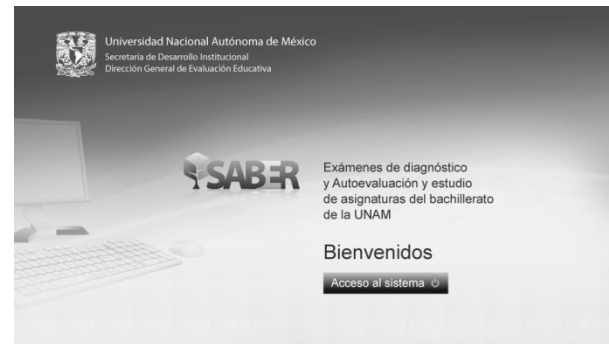 Universidad Nacional Autónoma de México
Secretaría de Desarrollo Institucional
Dirección General de Evaluación Educativa
SABER
Exámenes de diagnóstico
y Autoevaluación y estudio
de asignaturas del bachillerato
de la UNAM
Bienvenidos
Acceso al sistema